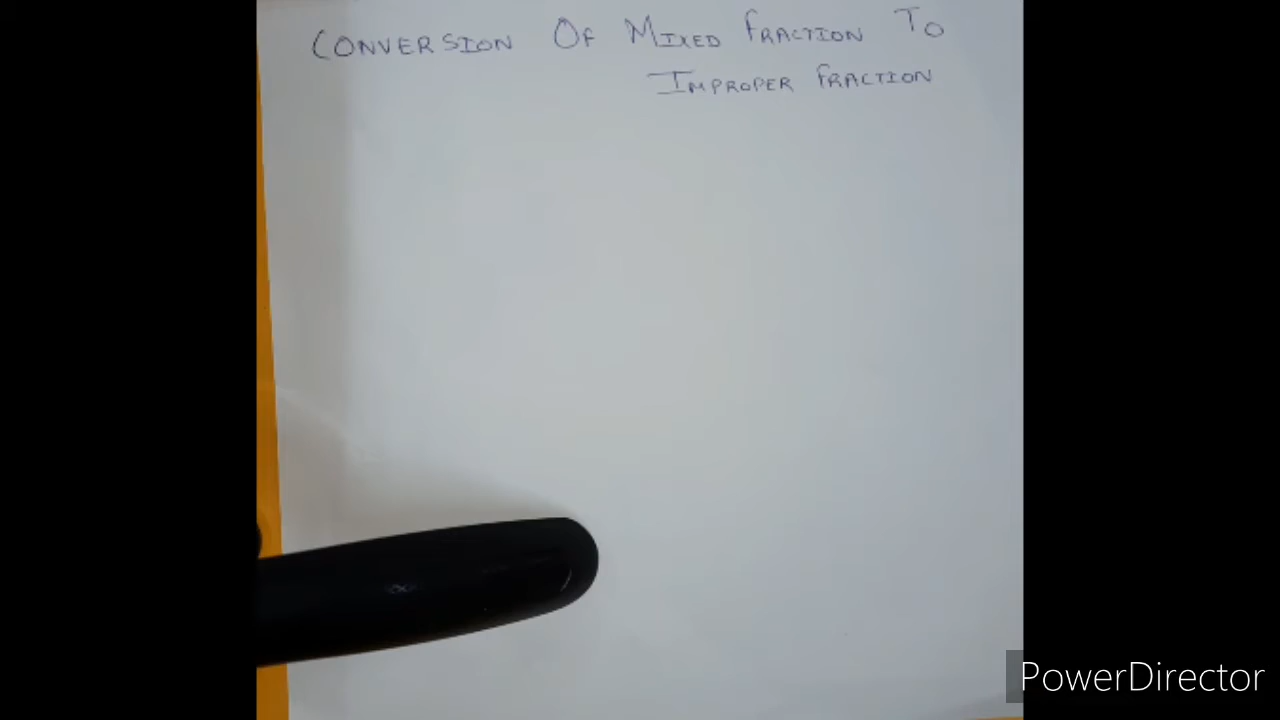 CONVERSION OF MIXED FRACTION TO
IMPROPER FRACTION
PowerDirector